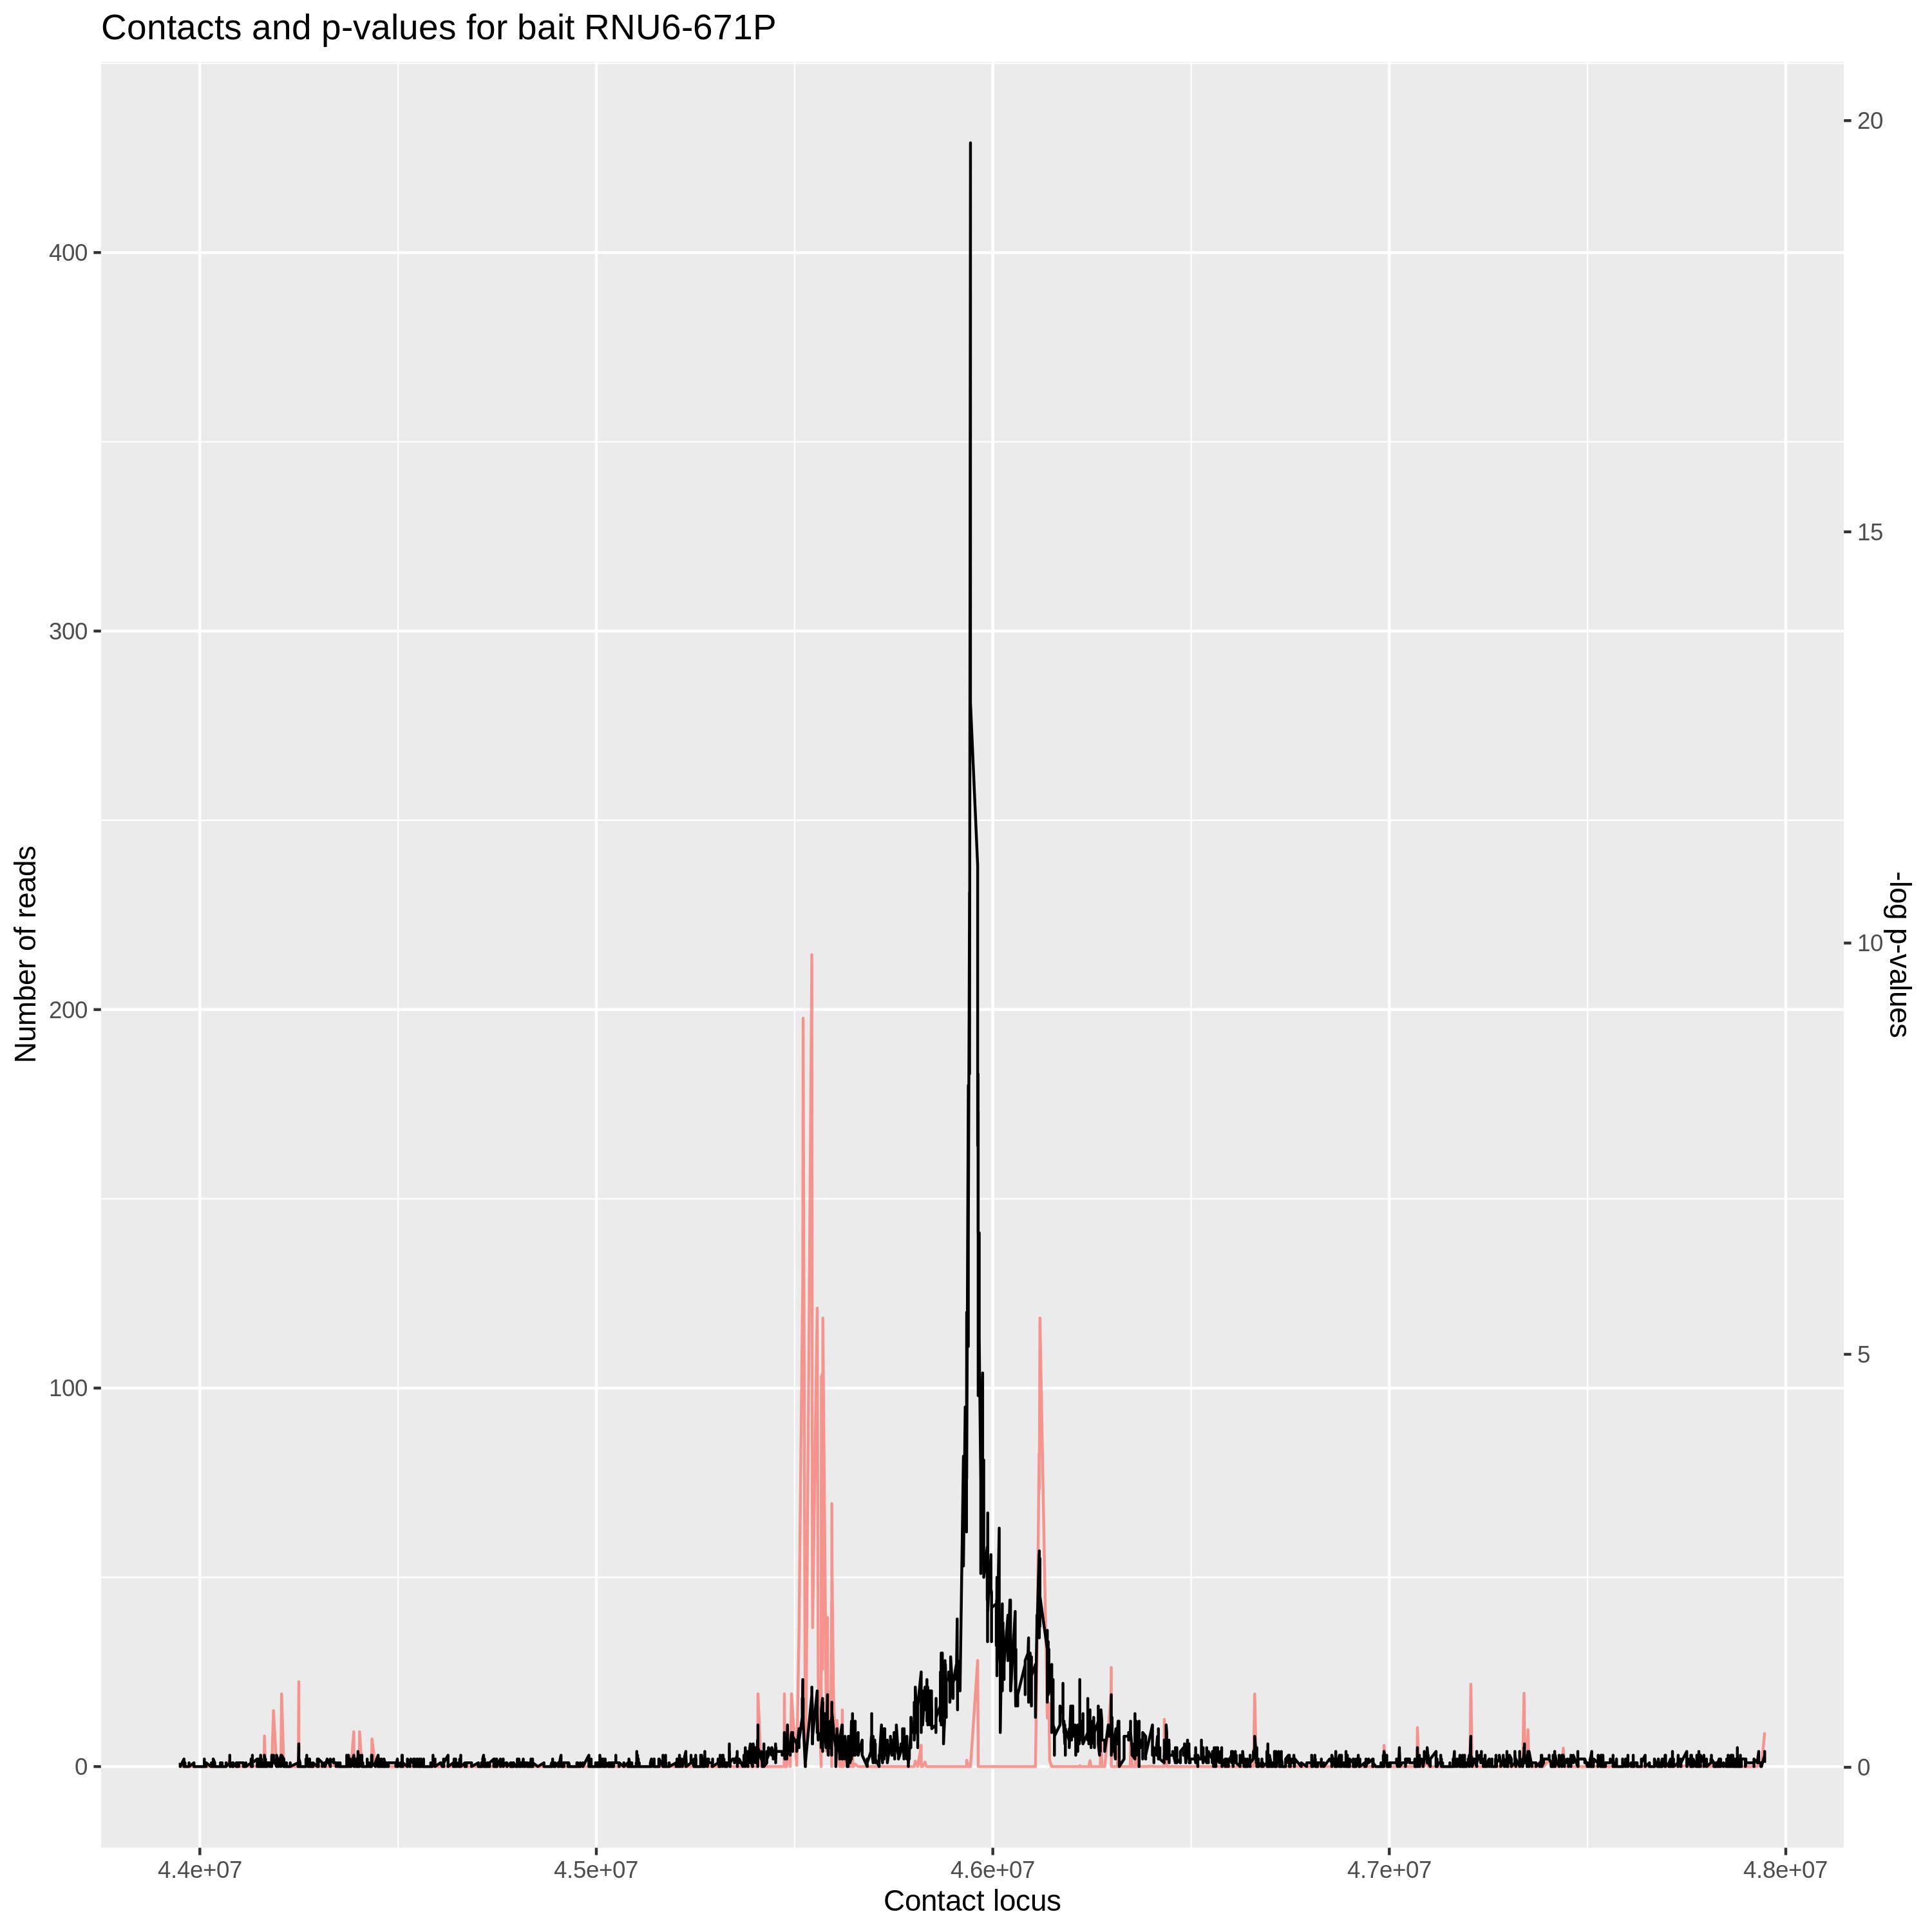 Contacts and p-values for bait RNU6-671P
Number of reads
400
300
200
100
0
20
15
10
5
0
-log p-values
4.4e+07 4.5e+07 4.6e+07 4.7e+07 4.8e+07
Contact locus